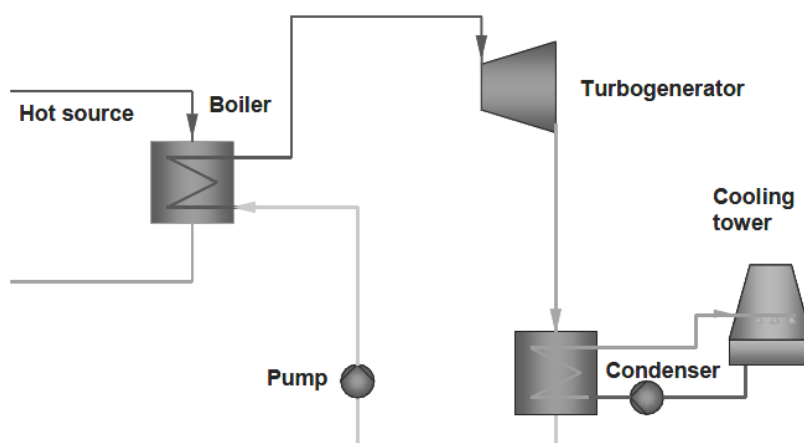 Boiler
Hot source
Turbogenerator
Cooling
tower
Pump
Condenser